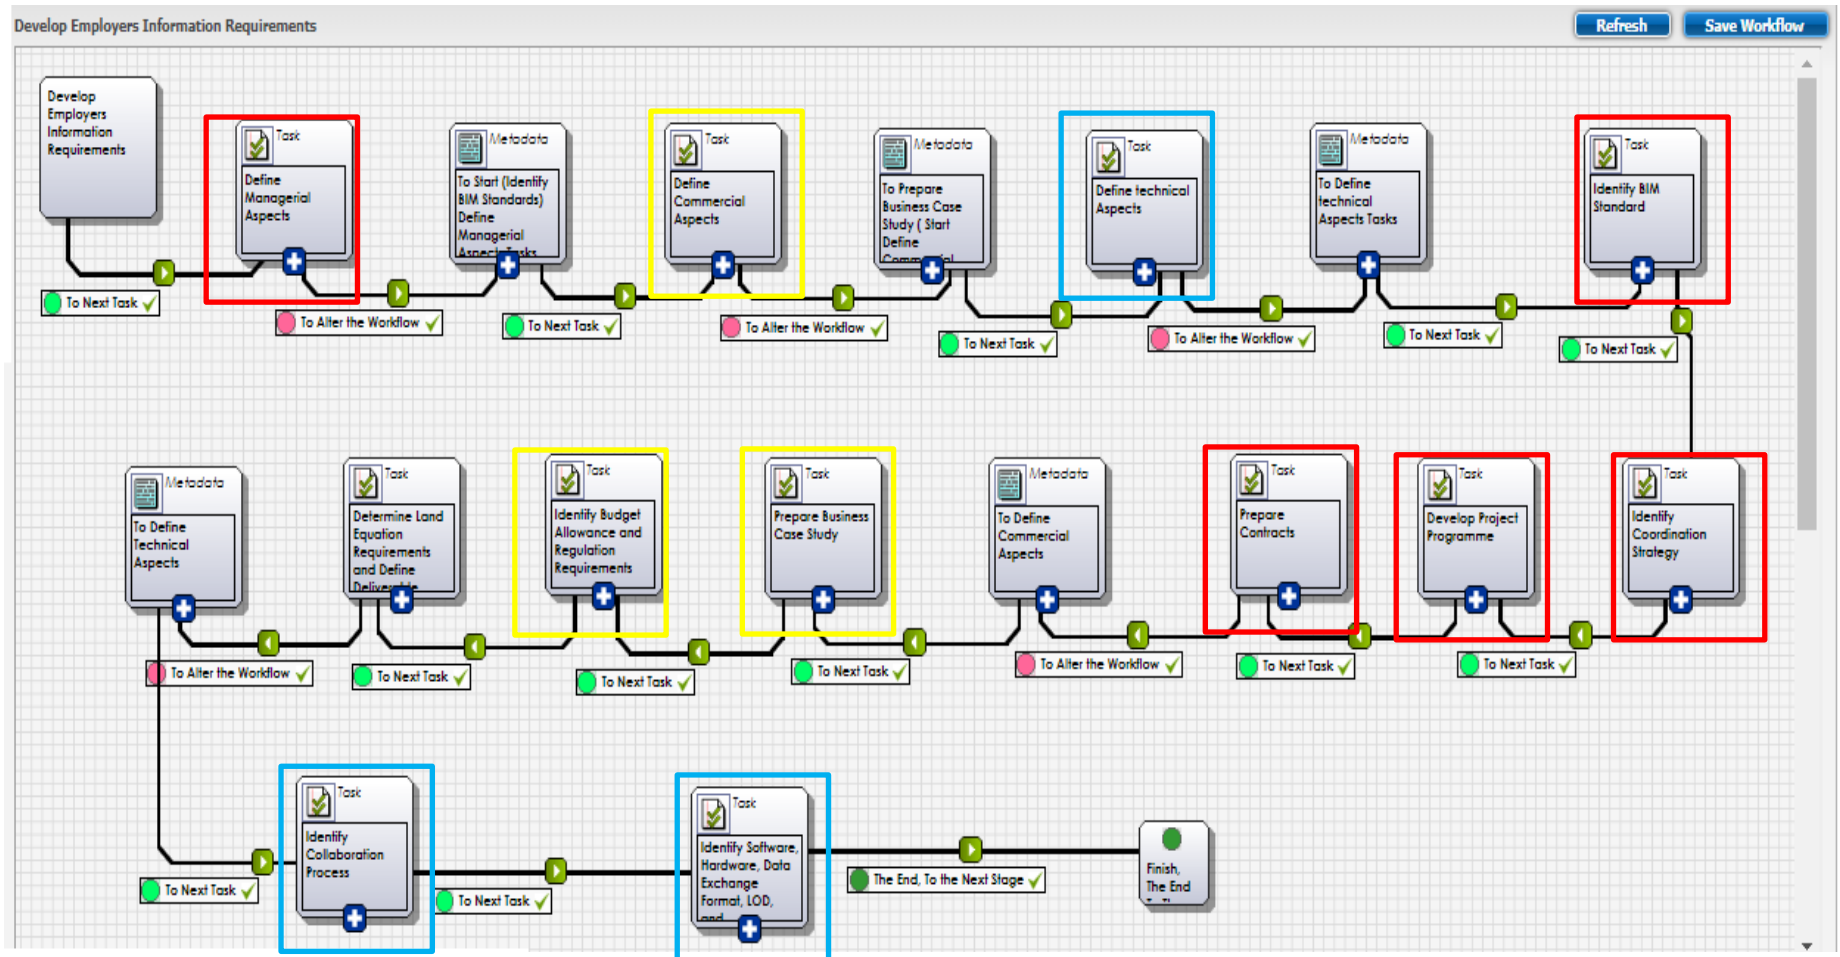 Develop Employers Information Requirements
Refresh
Save Workflow
Develop
Employers
Information
Requirements
To Next Task
Task
Define
Managerial
Aspects
To Alter the Workflow
Metadata
To Start (Identify
BIM Standards)
Define
Managerial
Aspects Tasks
To Next Task
Task
Define
Commercial
Aspects
To Alter the Workflow
Metadata
To Prepare
Business Case
Study ( Start
Define
Commercial
To Next Task
Task
Define technical
Aspects
To Alter the Workflow
Metadata
To Define
technical
Aspects Tasks
To Next Task
Task
Identify BIM
Standard
To Next Task
Metadata
To Define
Technical
Aspects
To Alter the Workflow
Task
Determine Land
Equation
Requirements
and Define
Deliverable
To Next Task
Task
Identify Budget
Allowance and
Regulation
Requirements
To Next Task
Task
Prepare Business
Case Study
To Next Task
Metadata
To Define
Commercial
Aspects
To Alter the Workflow
Task
Prepare
Contracts
To Next Task
Task
Develop Project
Programme
To Next Task
Task
Identify
Coordination
Strategy
To Next Task
Task
Identify
Collaboration
Process
To Next Task
Task
Identify Software,
Hardware, Data
Exchange
Format, LOD,
and
The End, To the Next Stage
Finish,
The End